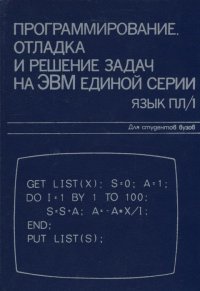 ПРОГРАММИРОВАНИЕ,
ОТЛАДКА
И РЕШЕНИЕ ЗАДАЧ
НА ЭВМ ЕДИНОЙ СЕРИИ
ЯЗЫК ПЛ/1
Для студентов вузов
GET LIST(X); S=0; A=1;
DO I=1 BY 1 TO 100;
S=S+A; A=-A*X/I;
END;
PUT LIST(S);